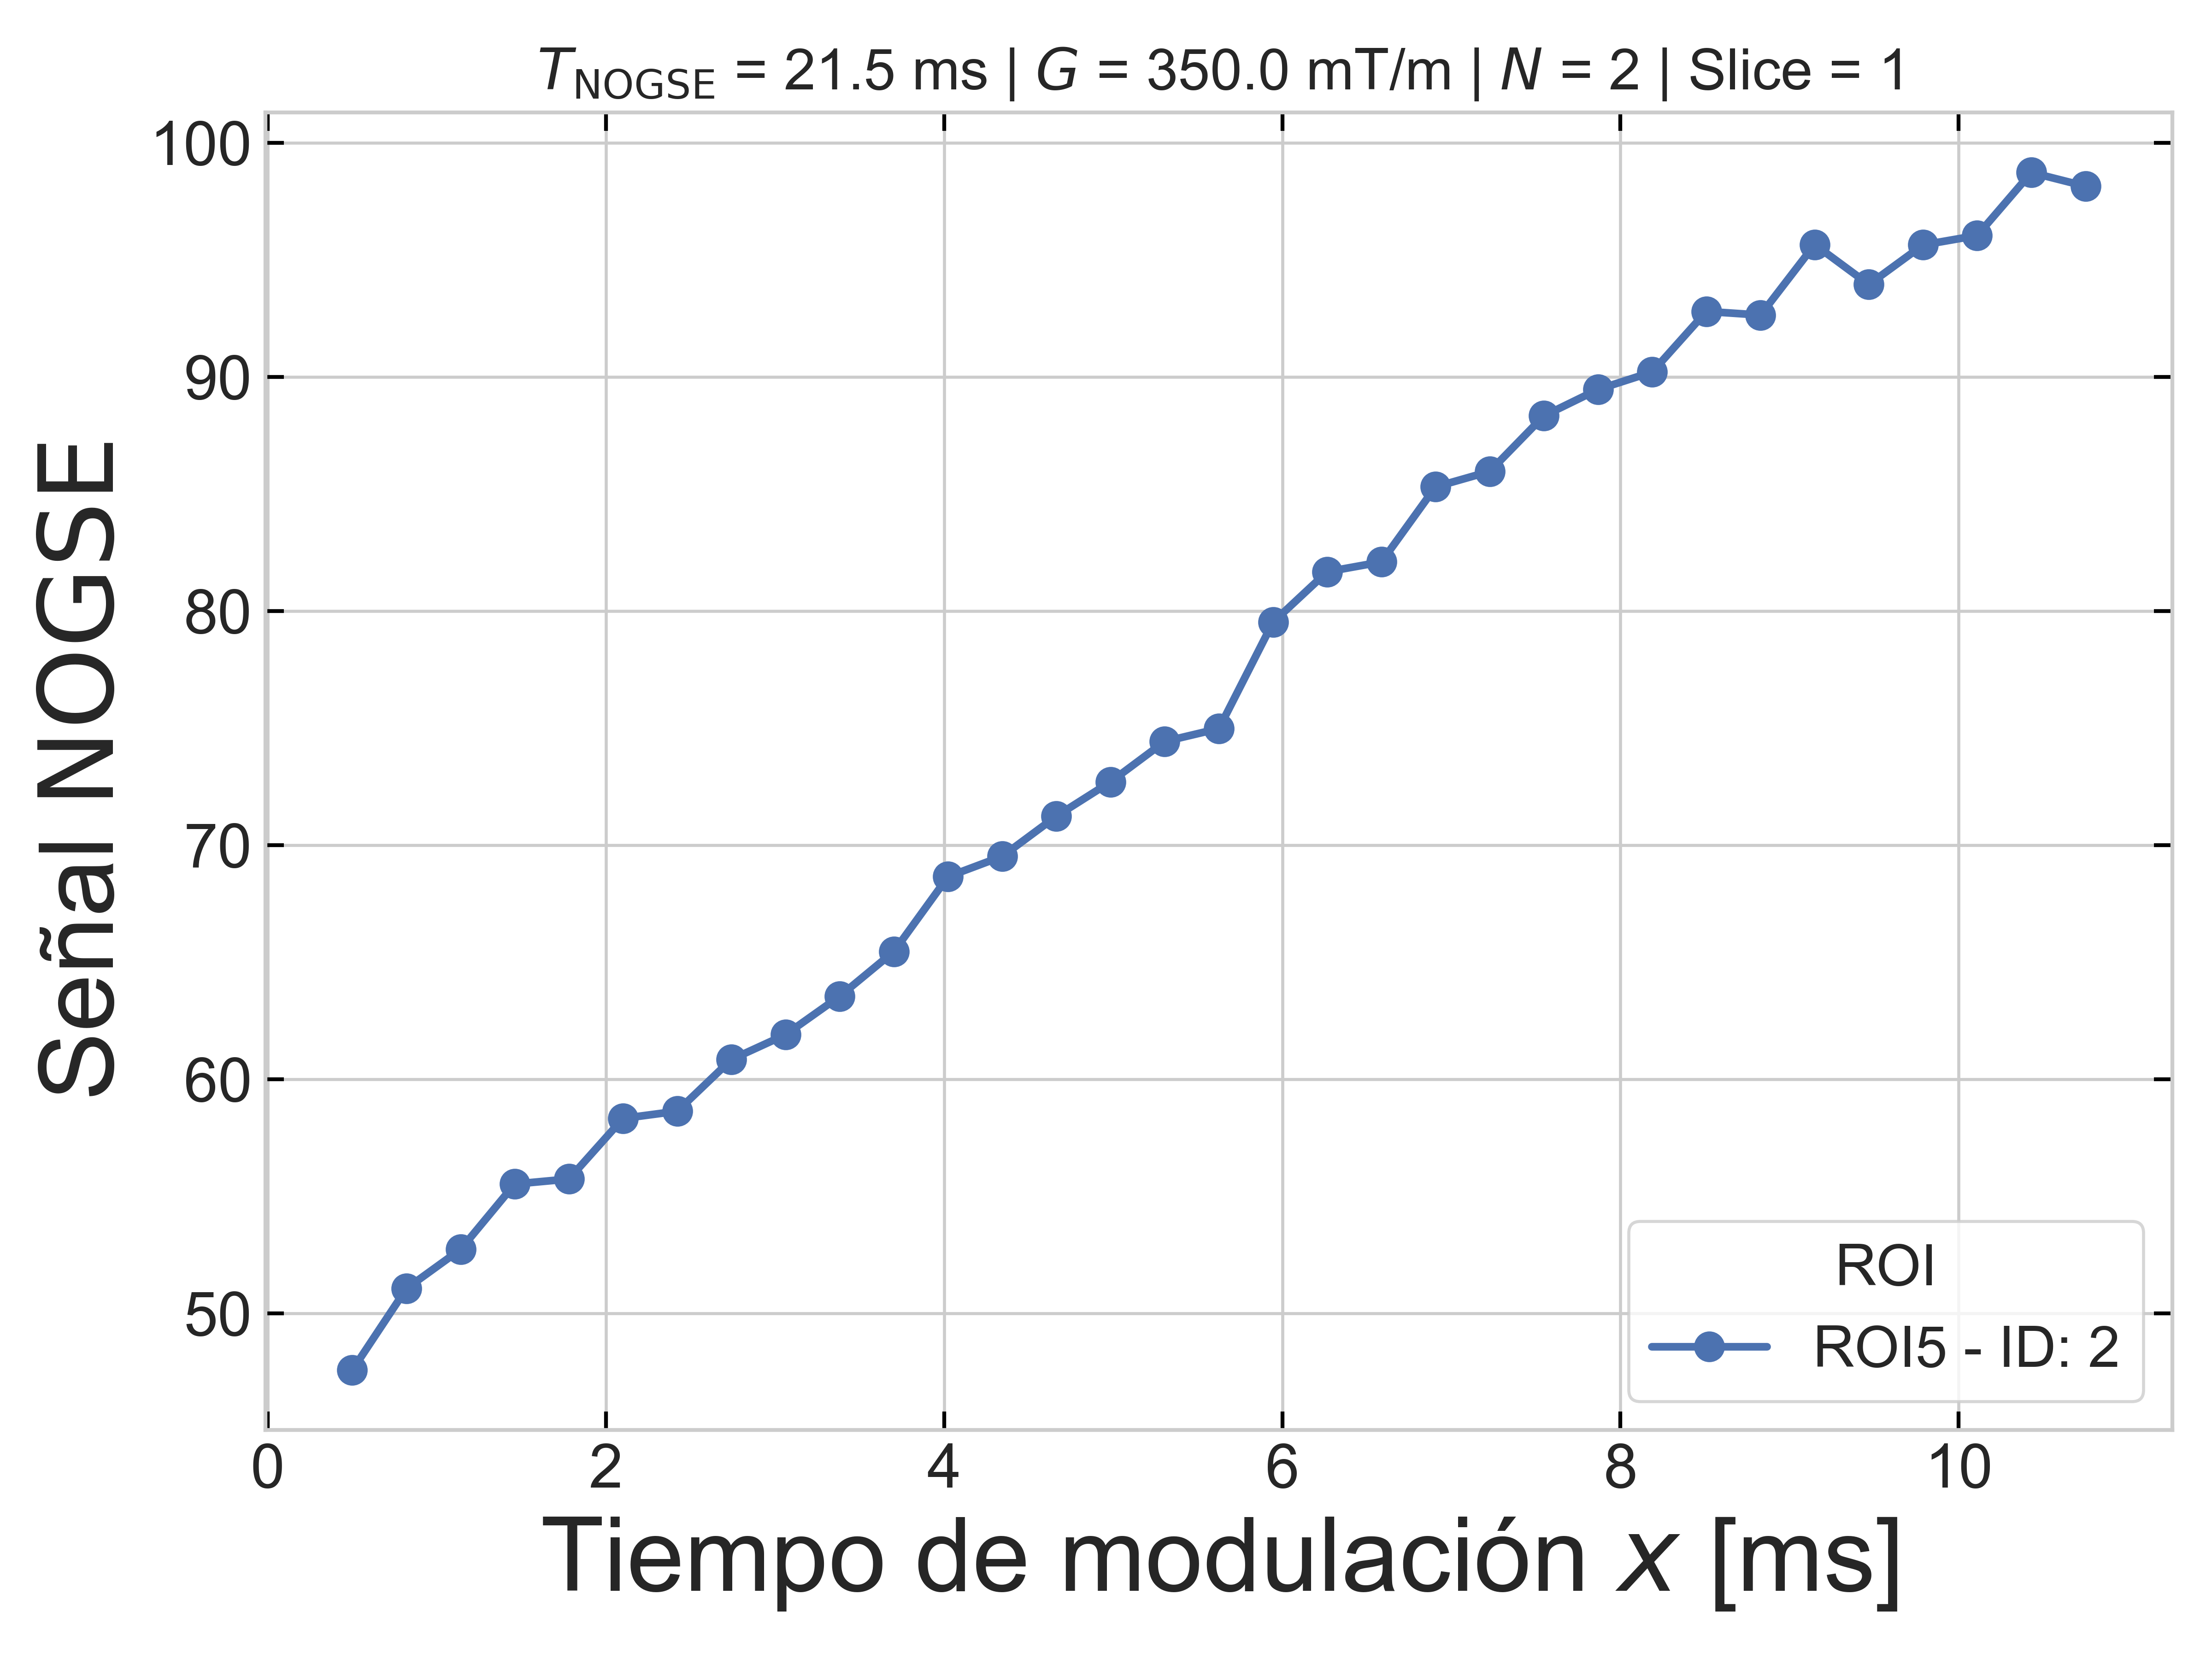 T_NOGSE = 21.5 ms | G = 350.0 mT/m | N = 2 | Slice = 1
Señal NOGSE
100
90
80
70
60
50
ROI
ROI5 - ID: 2
0 2 4 6 8 10
Tiempo de modulación x [ms]